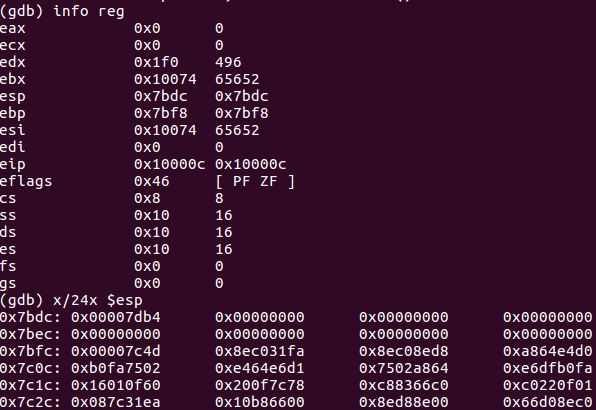 (gdb) info reg
eax 0x0 0
ecx 0x0 0
edx 0x1f0 496
ebx 0x10074 65652
esp 0x7bdc 0x7bdc
ebp 0x7bf8 0x7bf8
esi 0x10074 65652
edi 0x0 0
eip 0x10000c 0x10000c
eflags 0x46 [ PF ZF ]
cs 0x8 8
ss 0x10 16
ds 0x10 16
es 0x10 16
fs 0x0 0
gs 0x0 0
(gdb) x/24x $esp
0x7bdc: 0x00007db4 0x00000000 0x00000000 0x00000000
0x7bec: 0x00000000 0x00000000 0x00000000 0x00000000
0x7bfc: 0x00007c4d 0x8ec031fa 0x8ec08ed8 0xa864e4d0
0x7c0c: 0xb0fa7502 0xe464e6d1 0x7502a864 0xe6dfb0fa
0x7c1c: 0x16010f60 0x200f7c78 0xc88366c0 0xc0220f01
0x7c2c: 0x087c31ea 0x10b86600 0x8ed88e00 0x66d08ec0